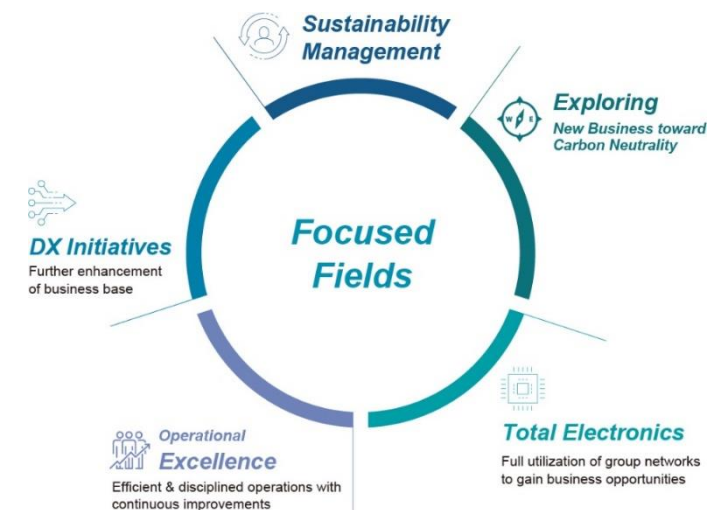 Sustainability
Management
Exploring
New Business toward
Carbon Neutrality
W E
DX Initiatives
Further enhancement
of business base
Focused
Fields
Operational
Excellence
Efficient & disciplined operations with
continuous improvements
Total Electronics
Full utilization of group networks
to gain business opportunities